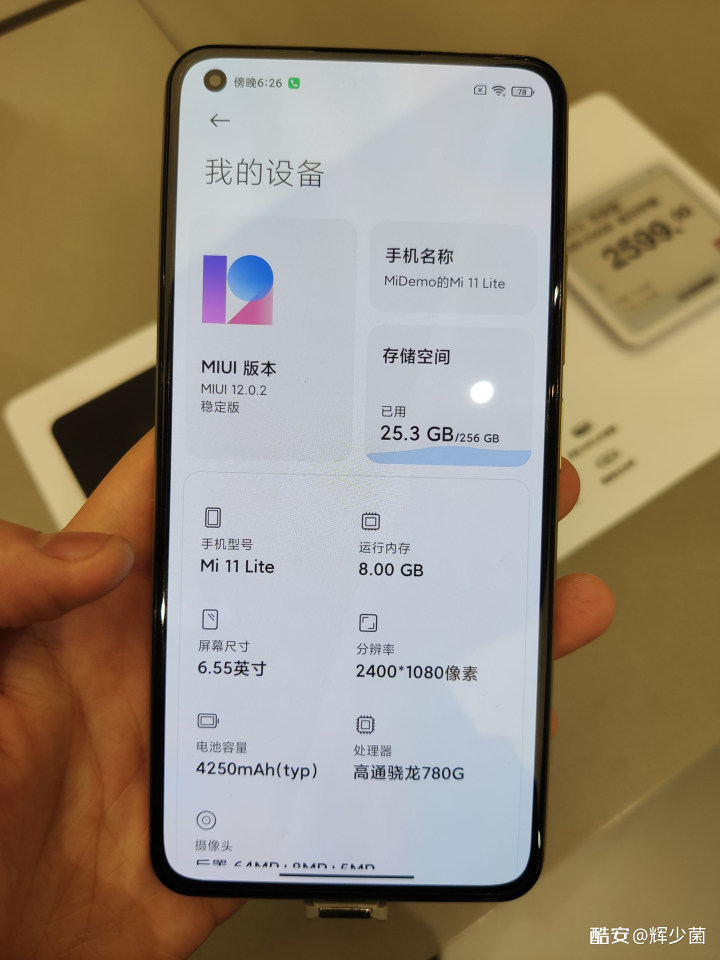 傍晚6:26
78
我的设备
手机名称
MiDemo的Mi 11 Lite
MIUI 版本
MIUI 12.0.2
稳定版
存储空间
已用
25.3 GB/256 GB
2599.
手机型号
Mi 11 Lite
运行内存
8.00 GB
屏幕尺寸
6.55英寸
分辨率
2400*1080像素
电池容量
4250mAh(typ)
处理器
高通骁龙780G
摄像头
后置 64MP+8MP+5MP
酷安@辉少菌